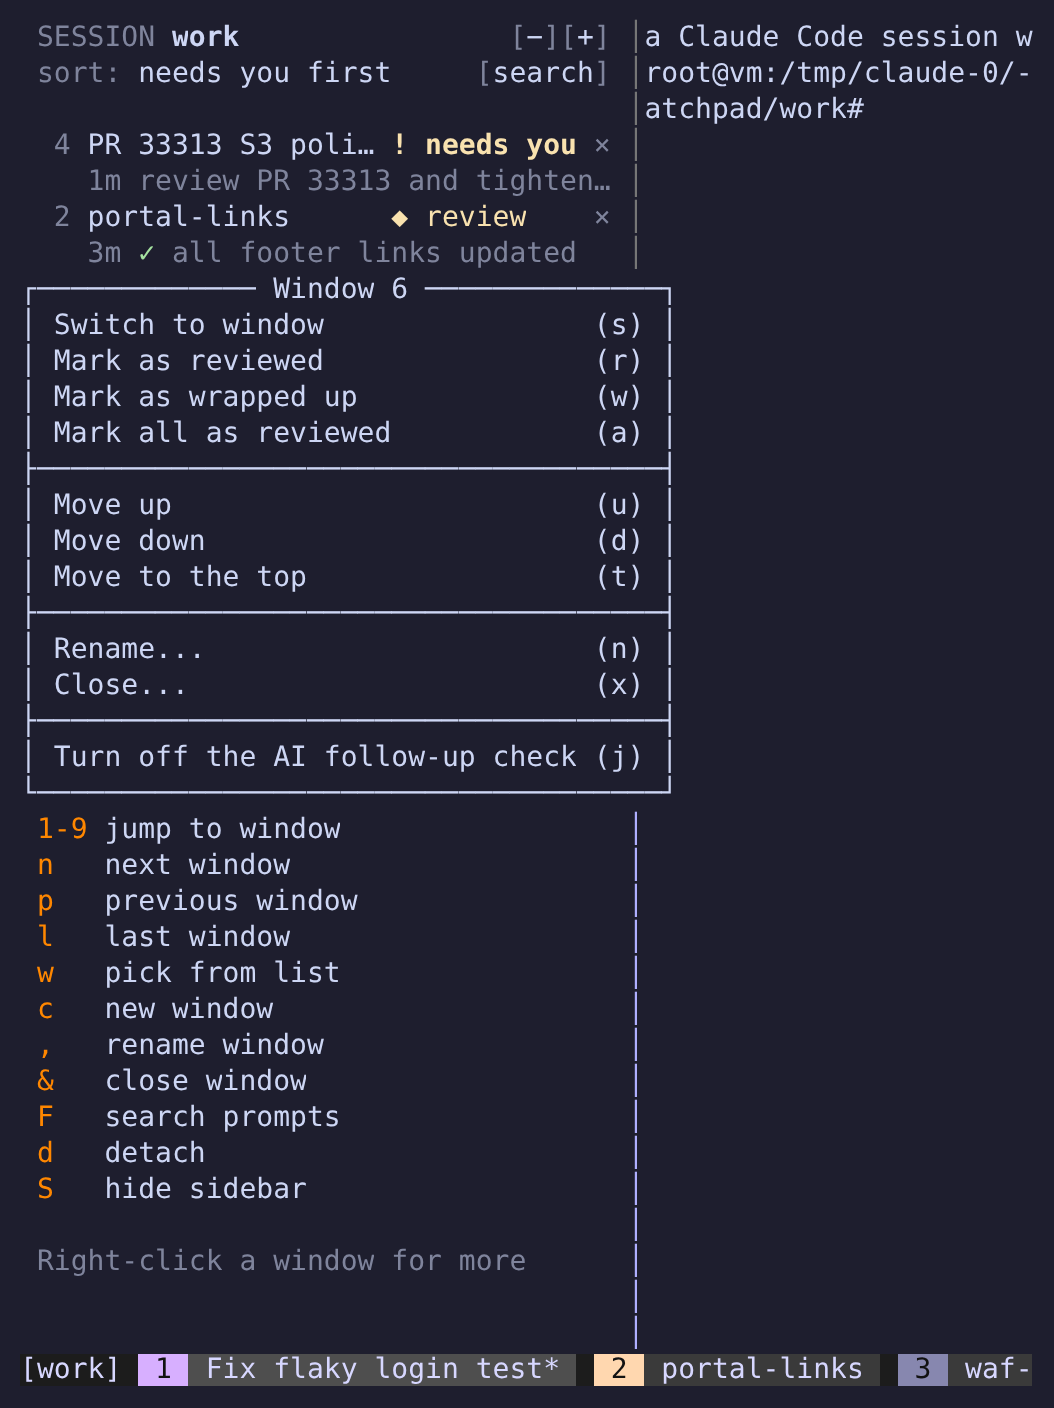 SESSION work [−][+]
a Claude Code session w
sort: needs you first [search]
root@vm:/tmp/claude-0/-
atchpad/work#
4 PR 33313 S3 poli… ! needs you ×
1m review PR 33313 and tighten…
2 portal-links ◆ review ×
3m ✓ all footer links updated
Window 6
Switch to window (s)
Mark as reviewed (r)
Mark as wrapped up (w)
Mark all as reviewed (a)
Move up (u)
Move down (d)
Move to the top (t)
Rename... (n)
Close... (x)
Turn off the AI follow-up check (j)
1-9 jump to window
n next window
p previous window
l last window
w pick from list
c new window
, rename window
& close window
F search prompts
d detach
S hide sidebar
Right-click a window for more
[work] 1 Fix flaky login test* 2 portal-links 3 waf-